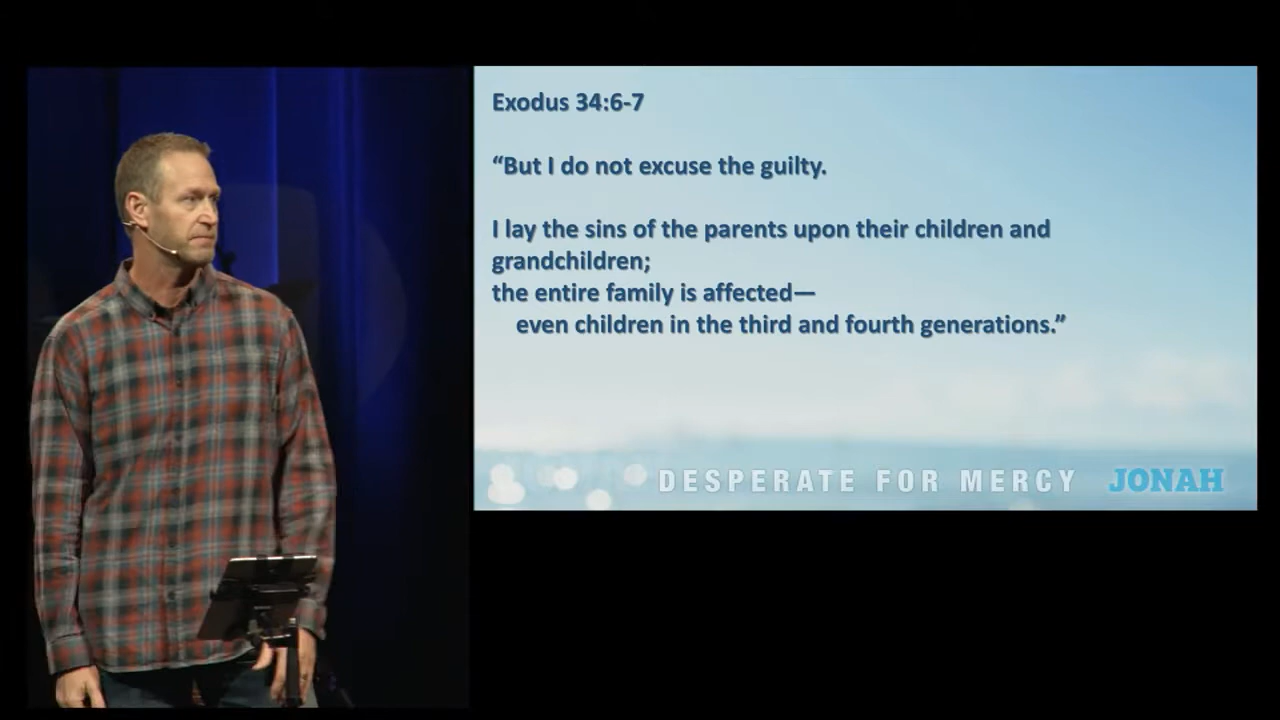 Exodus 34:6-7
“But I do not excuse the guilty.
I lay the sins of the parents upon their children and
grandchildren;
the entire family is affected—
even children in the third and fourth generations.”
DESPERATE FOR MERCY JONAH